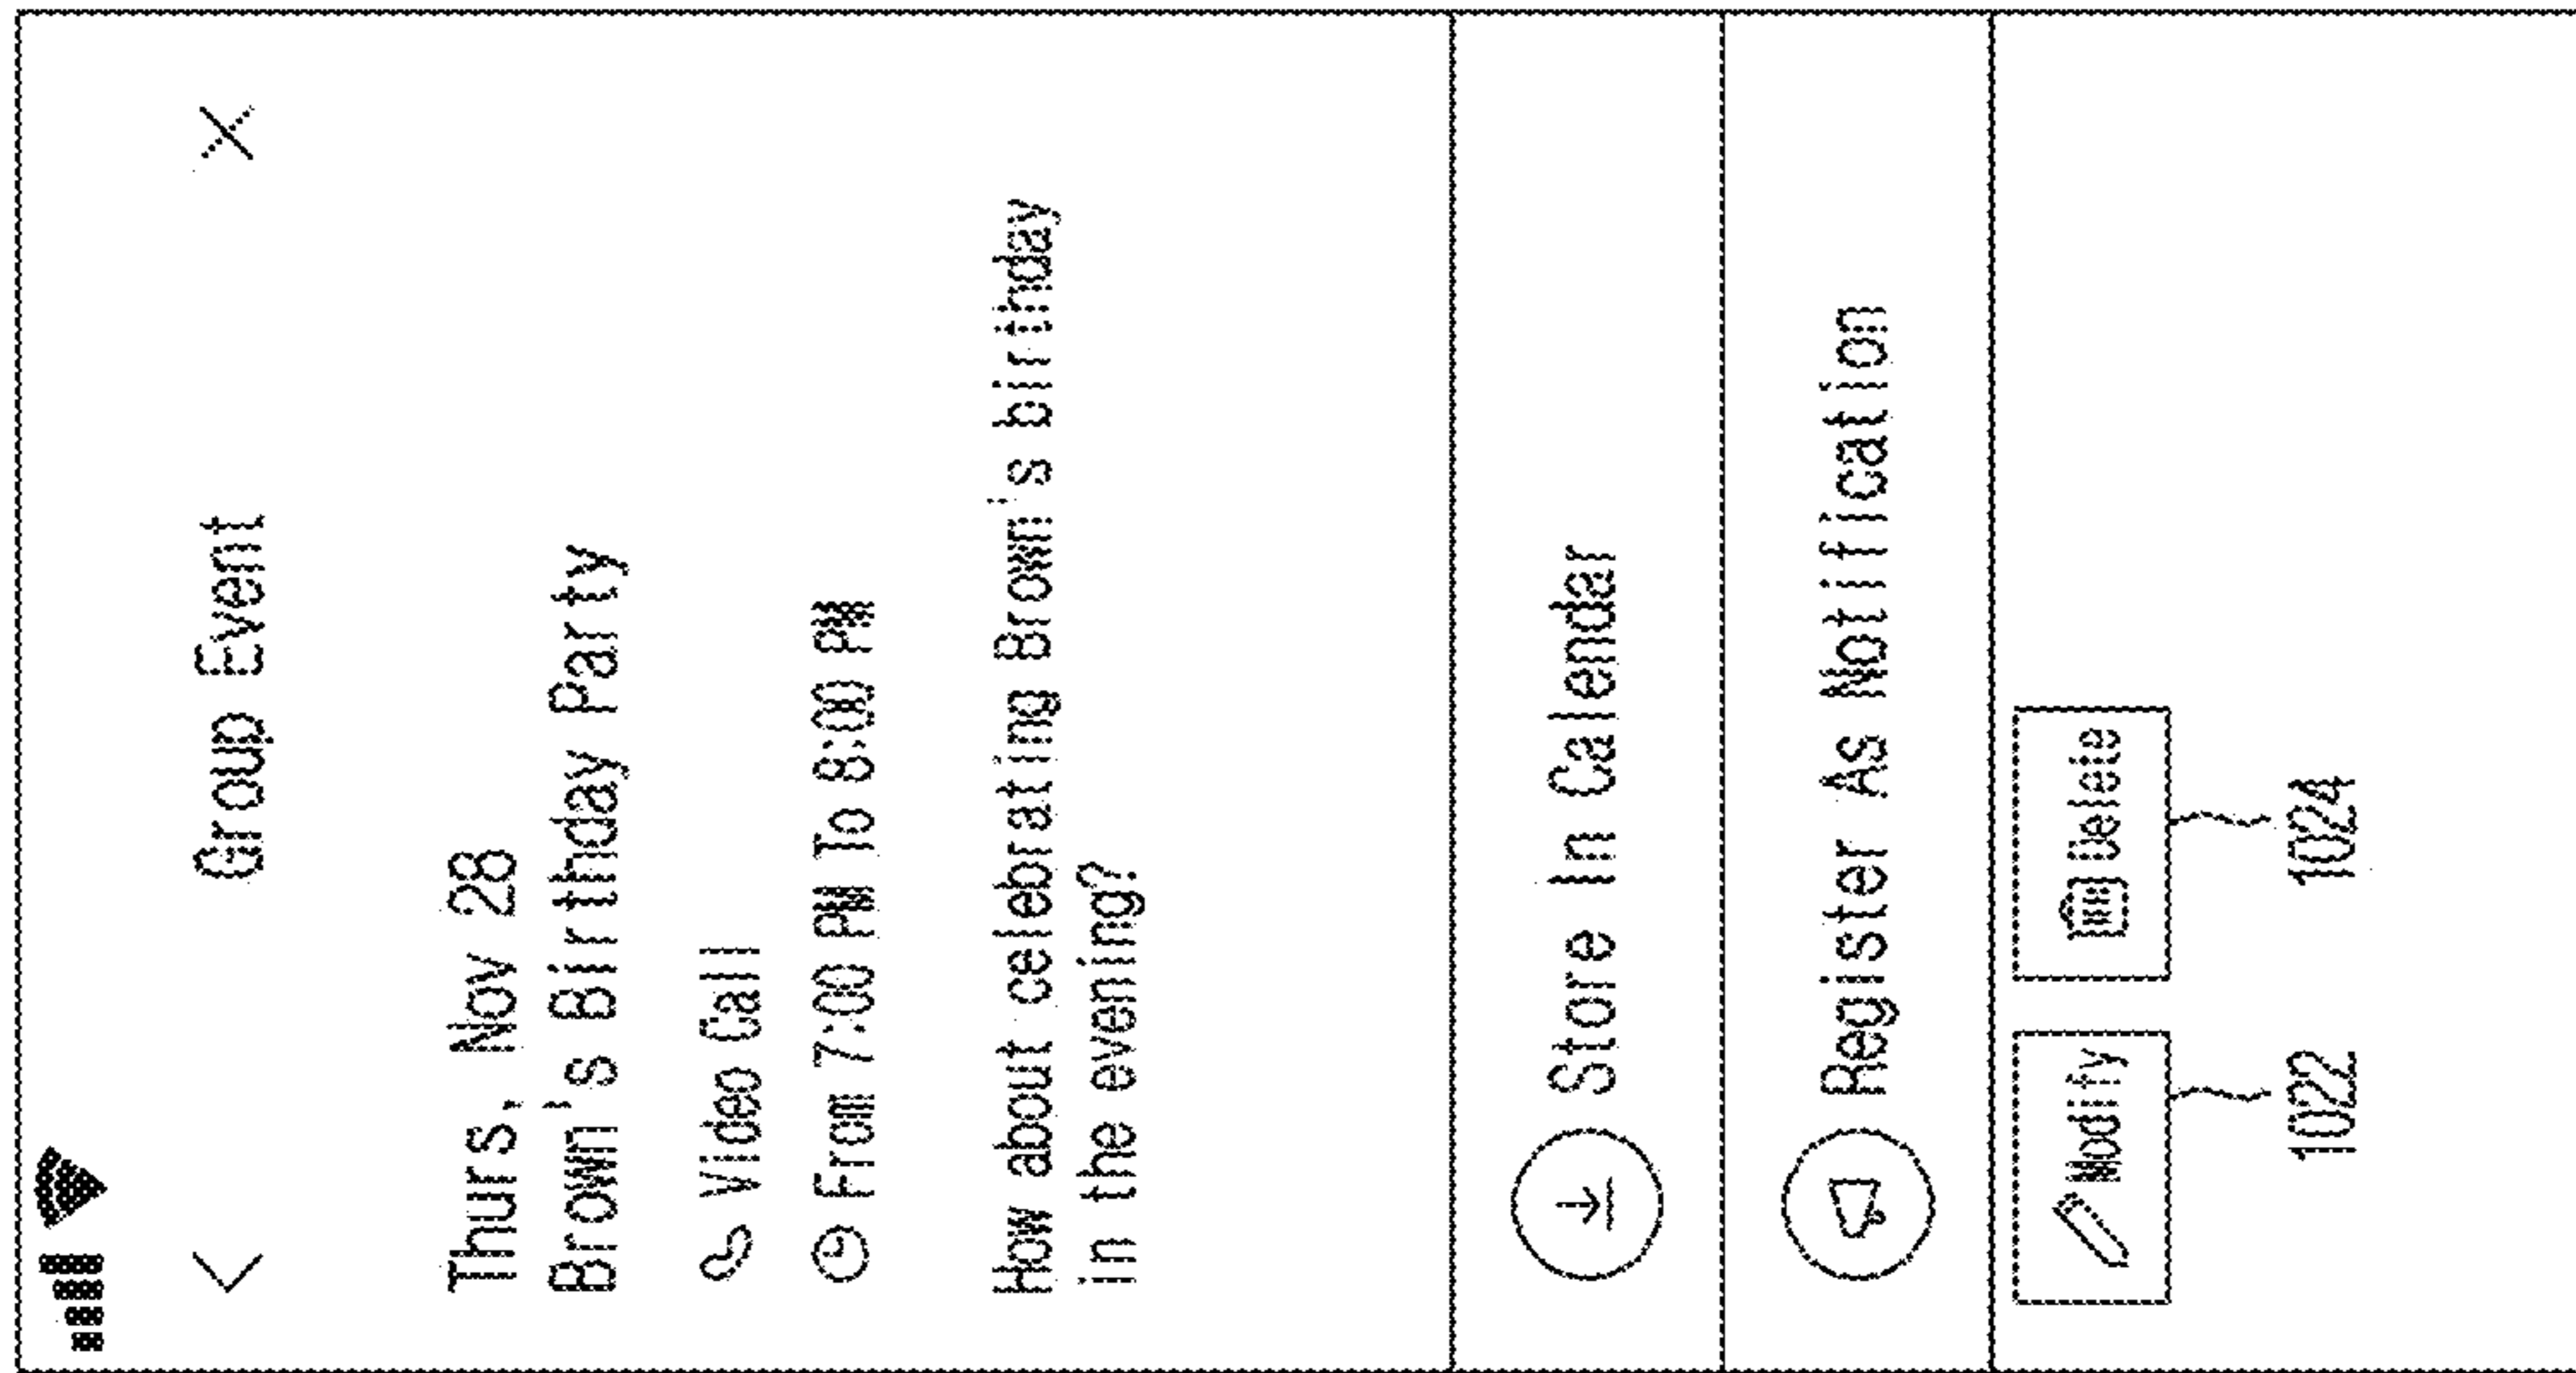 Group Event
Thurs, Nov 28
Brown's Birthday Party
Video Call
From 7:00 PM To 8:00 PM
How about celebrating Brown's birthday
in the evening?
Store In Calendar
Register As Notification
Modify
Delete
1022
1024